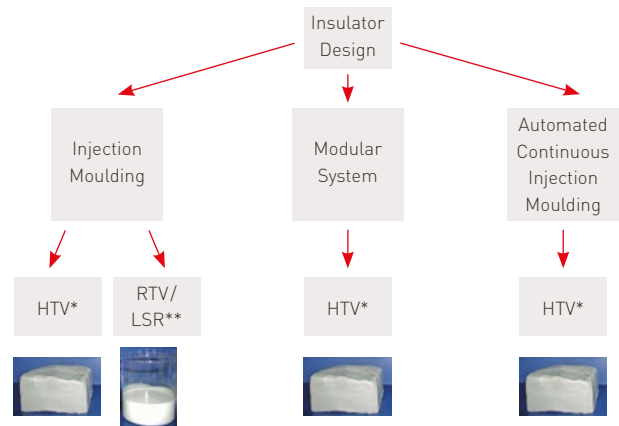 Insulator
Design
Injection
Moulding
Modular
System
Automated
Continuous
Injection
Moulding
HTV*
RTV/
LSR**
HTV*
HTV*